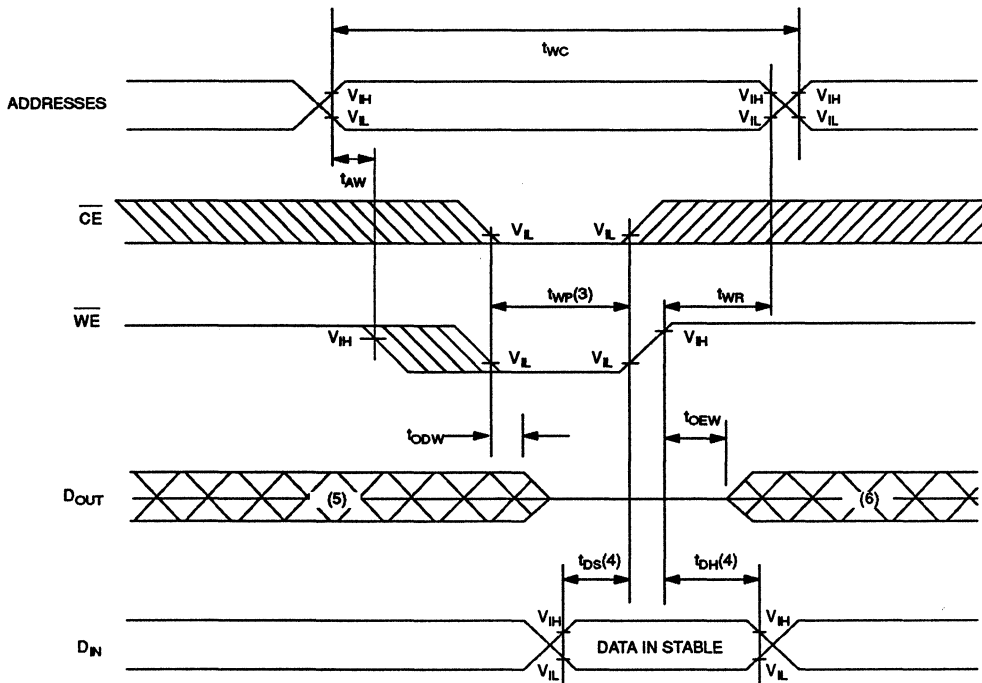 tWC
ADDRESSES
VIH VIH VIH
VIL VIL VIL
tAW
CE
VIL VIL
tWP(3) tWR
WE
VIH VIH
VIL VIL
tODW tOEW
DOUT (5) (6)
tDS(4) tDH(4)
VIH VIH
DIN DATA IN STABLE
VIL VIL